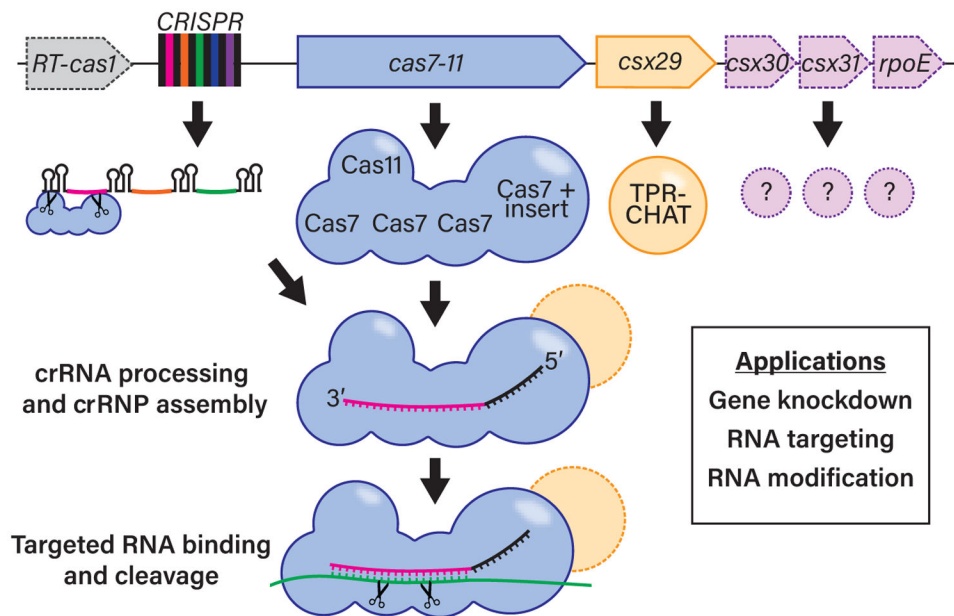 CRISPR
RT-cas1
cas7-11
csx29
csx30
csx31
rpoE
Cas11
Cas7 +
insert
Cas7 Cas7 Cas7
TPR-
CHAT
? ? ?
crRNA processing
and crRNP assembly
3′
5′
Applications
Gene knockdown
RNA targeting
RNA modification
Targeted RNA binding
and cleavage